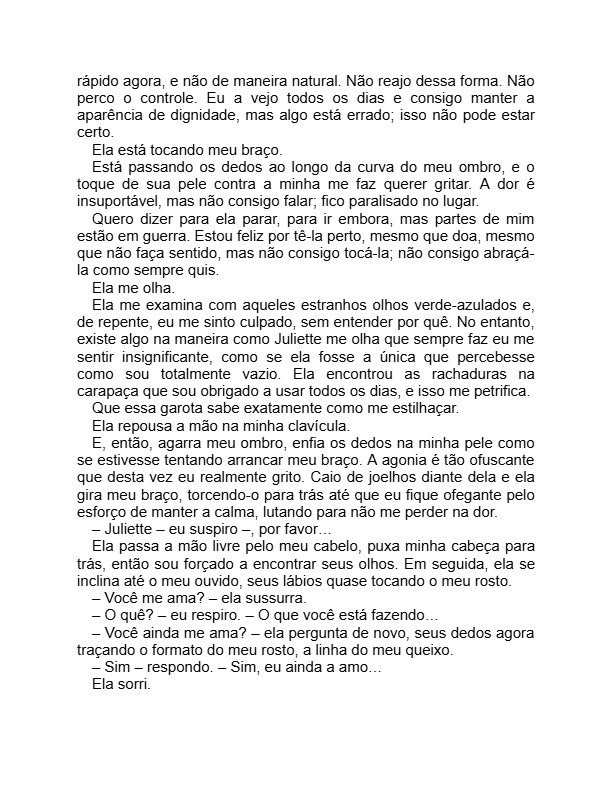 rápido agora, e não de maneira natural. Não reajo dessa forma. Não
perco o controle. Eu a vejo todos os dias e consigo manter a
aparência de dignidade, mas algo está errado; isso não pode estar
certo.
Ela está tocando meu braço.
Está passando os dedos ao longo da curva do meu ombro, e o
toque de sua pele contra a minha me faz querer gritar. A dor é
insuportável, mas não consigo falar; fico paralisado no lugar.
Quero dizer para ela parar, para ir embora, mas partes de mim
estão em guerra. Estou feliz por tê-la perto, mesmo que doa, mesmo
que não faça sentido, mas não consigo tocá-la; não consigo abraçá-
la como sempre quis.
Ela me olha.
Ela me examina com aqueles estranhos olhos verde-azulados e,
de repente, eu me sinto culpado, sem entender por quê. No entanto,
existe algo na maneira como Juliette me olha que sempre faz eu me
sentir insignificante, como se ela fosse a única que percebesse
como sou totalmente vazio. Ela encontrou as rachaduras na
carapaça que sou obrigado a usar todos os dias, e isso me petrifica.
Que essa garota sabe exatamente como me estilhaçar.
Ela repousa a mão na minha clavícula.
E, então, agarra meu ombro, enfia os dedos na minha pele como
se estivesse tentando arrancar meu braço. A agonia é tão ofuscante
que desta vez eu realmente grito. Caio de joelhos diante dela e ela
gira meu braço, torcendo-o para trás até que eu fique ofegante pelo
esforço de manter a calma, lutando para não me perder na dor.
– Juliette – eu suspiro –, por favor…
Ela passa a mão livre pelo meu cabelo, puxa minha cabeça para
trás, então sou forçado a encontrar seus olhos. Em seguida, ela se
inclina até o meu ouvido, seus lábios quase tocando o meu rosto.
– Você me ama? – ela sussurra.
– O quê? – eu respiro. – O que você está fazendo…
– Você ainda me ama? – ela pergunta de novo, seus dedos agora
traçando o formato do meu rosto, a linha do meu queixo.
– Sim – respondo. – Sim, eu ainda a amo…
Ela sorri.